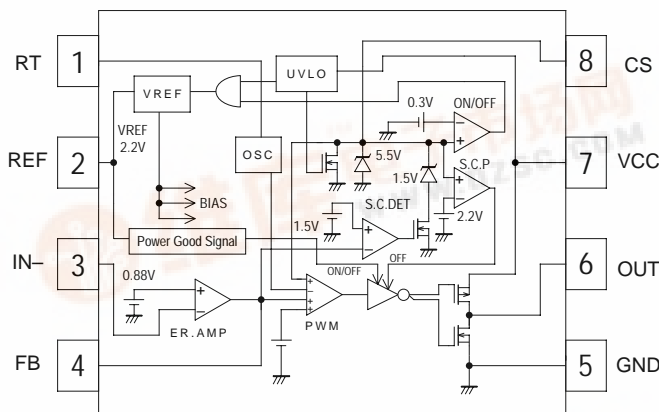 RT
1
REF
2
IN–
3
FB
4
8
CS
7
VCC
6
OUT
5
GND
UVLO
VREF
VREF
2.2V
OSC
BIAS
Power Good Signal
0.88V
ER.AMP
0.3V
ON/OFF
5.5V
1.5V
S.C.P
S.C.DET
1.5V
2.2V
ON/OFF
OFF
PWM